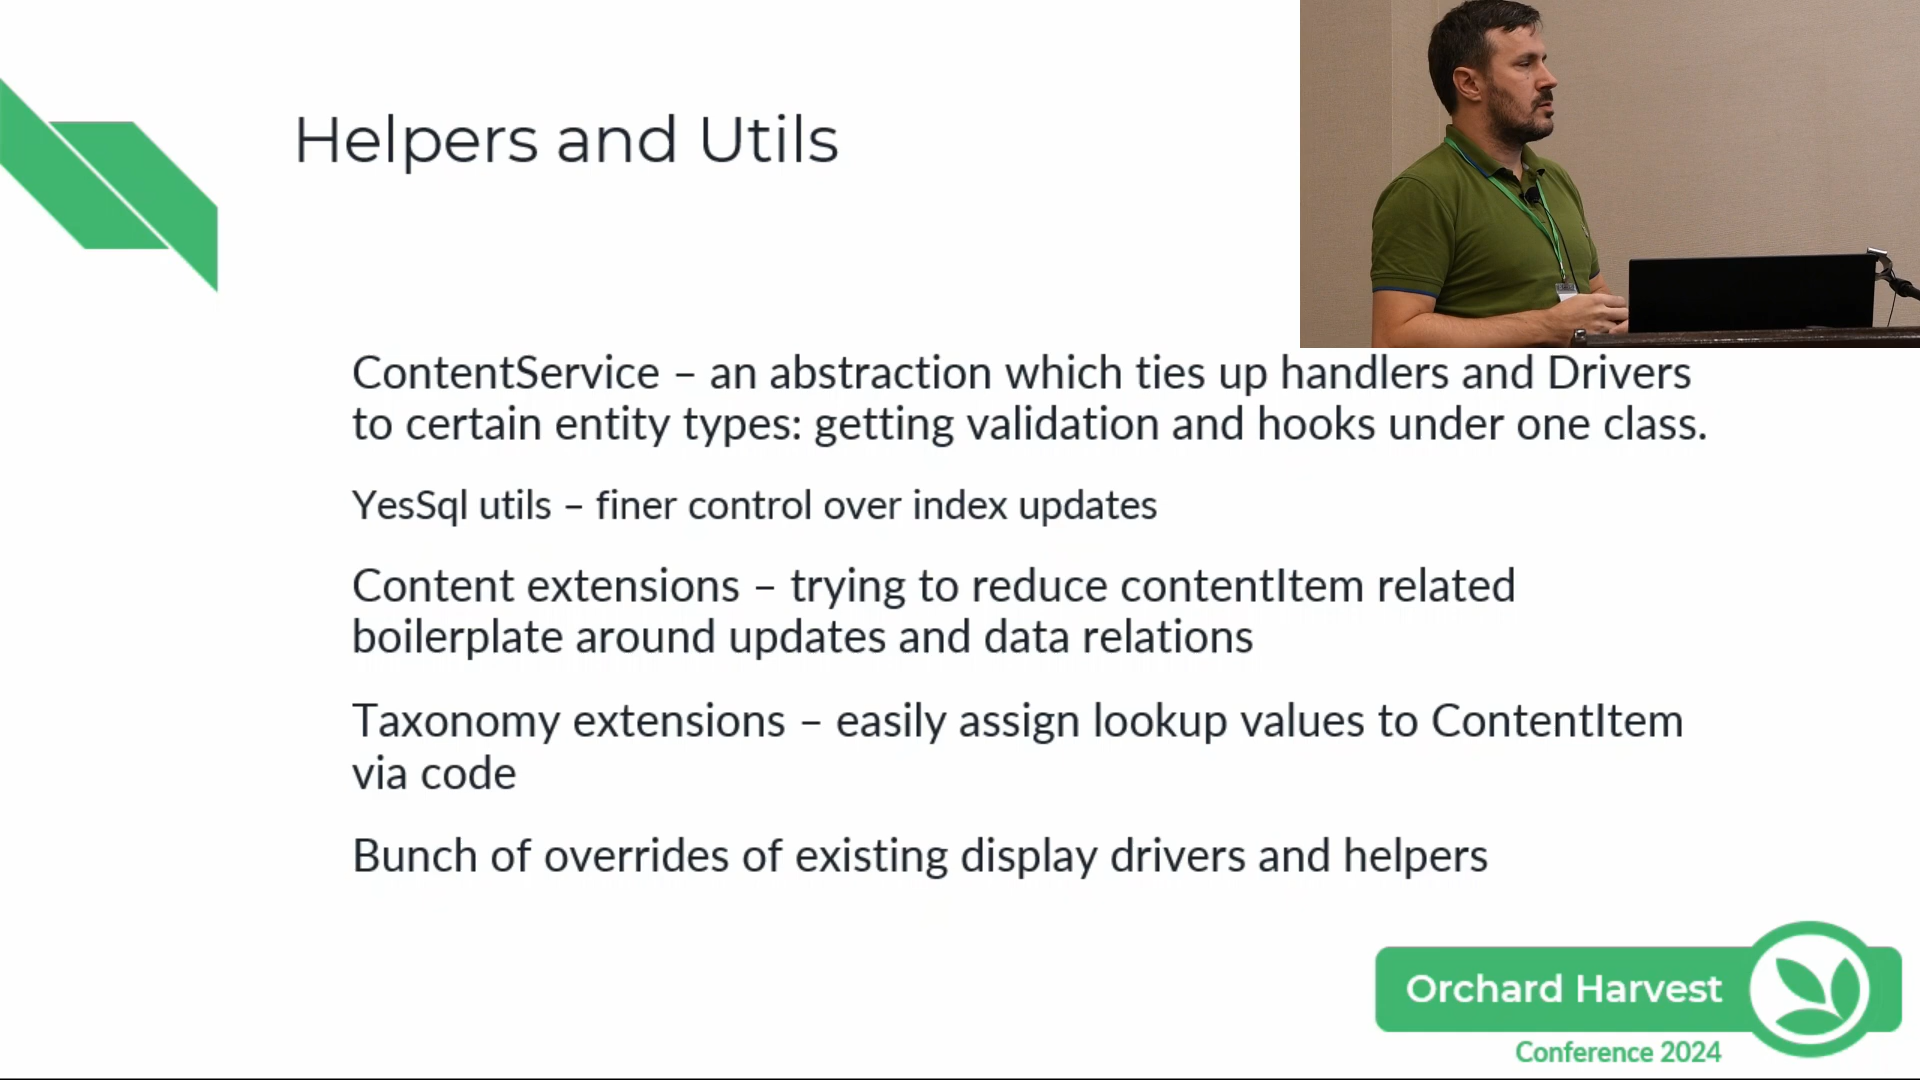 Helpers and Utils
ContentService – an abstraction which ties up handlers and Drivers
to certain entity types: getting validation and hooks under one class.
YesSql utils – finer control over index updates
Content extensions – trying to reduce contentItem related
boilerplate around updates and data relations
Taxonomy extensions – easily assign lookup values to ContentItem
via code
Bunch of overrides of existing display drivers and helpers
Orchard Harvest
Conference 2024